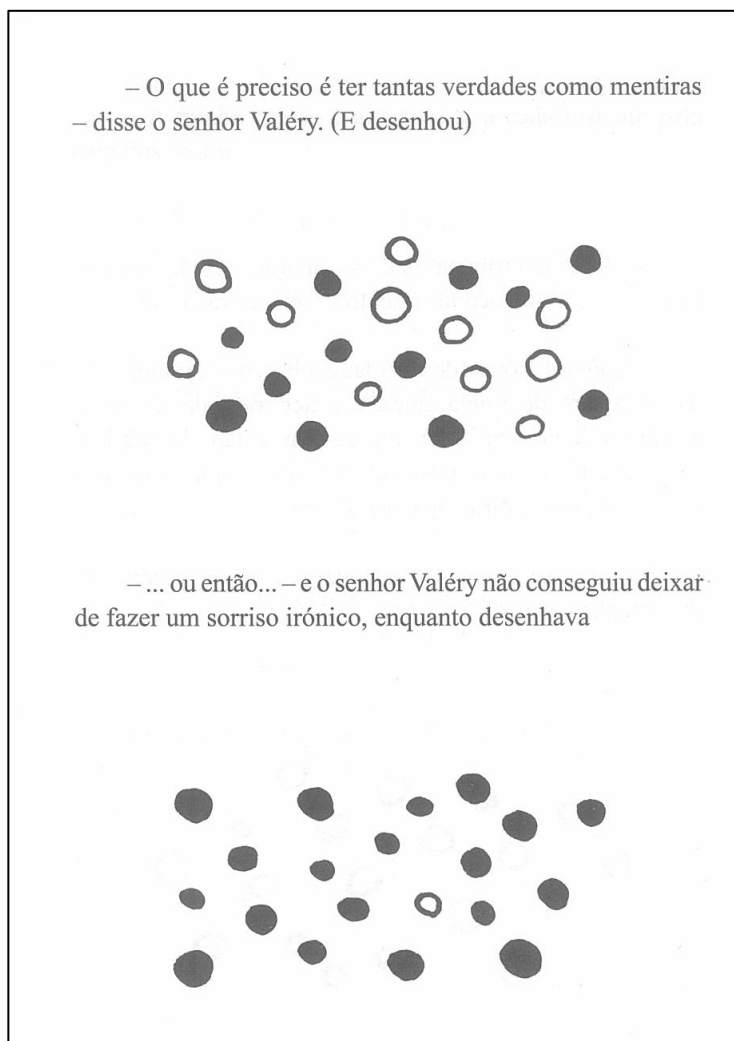 – O que é preciso é ter tantas verdades como mentiras
– disse o senhor Valéry. (E desenhou)
– ... ou então... – e o senhor Valéry não conseguiu deixar
de fazer um sorriso irónico, enquanto desenhava